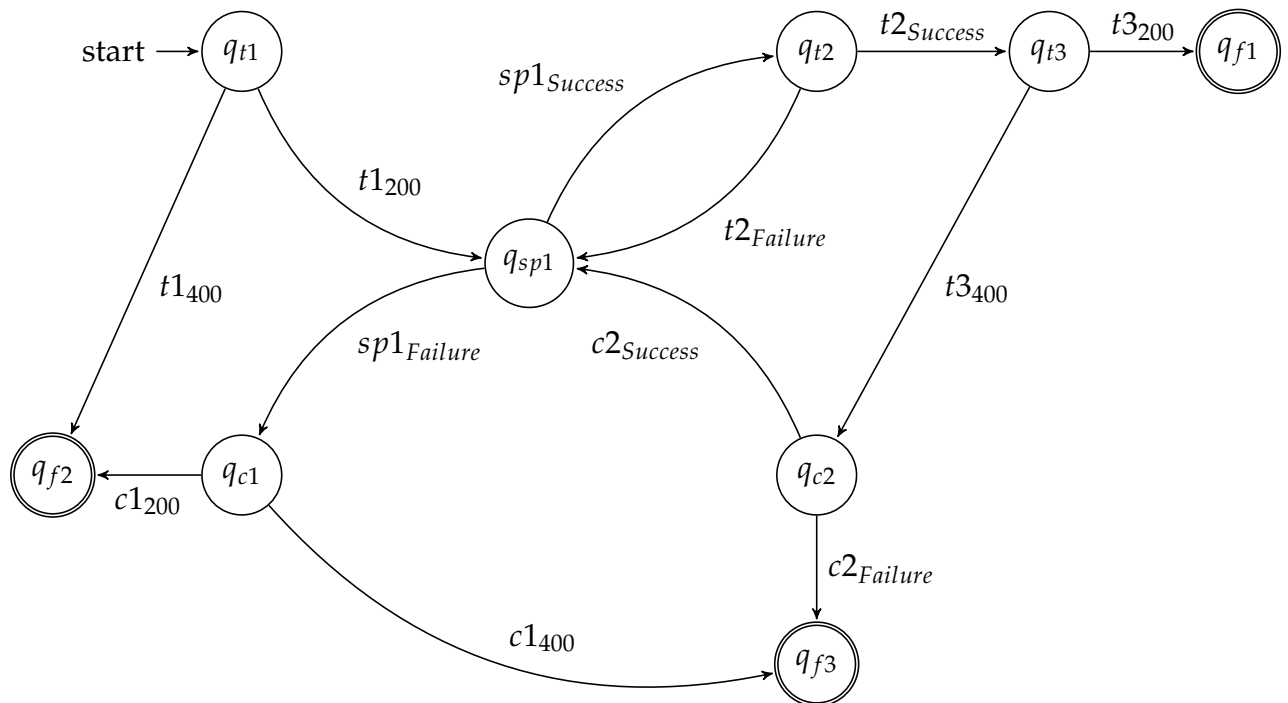 start
q_{t1}
q_{t2}
t2_{Success}
q_{t3}
t3_{200}
q_{f1}
sp1_{Success}
t1_{200}
t2_{Failure}
q_{sp1}
t1_{400}
t3_{400}
sp1_{Failure}
c2_{Success}
q_{f2}
c1_{200}
q_{c1}
q_{c2}
c2_{Failure}
c1_{400}
q_{f3}